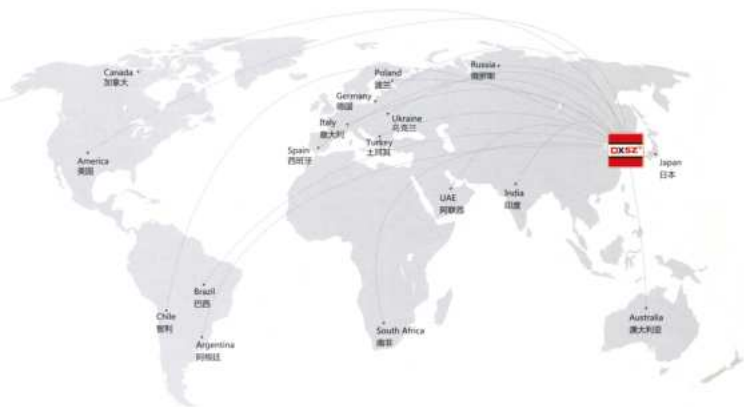 Canada
加拿大
Russia
俄罗斯
Poland
波兰
Germany
德国
Ukraine
乌克兰
Italy
意大利
Turkey
土耳其
Spain
西班牙
America
美国
Japan
日本
UAE
阿联酋
India
印度
Brazil
巴西
Chile
智利
Argentina
阿根廷
South Africa
南非
Australia
澳大利亚